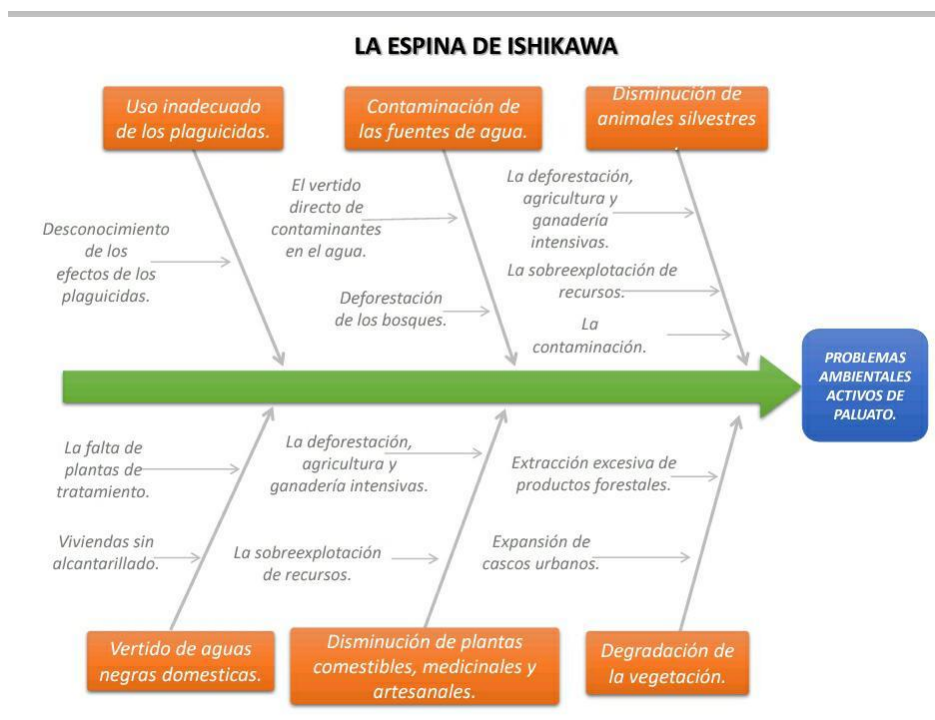 LA ESPINA DE ISHIKAWA
Uso inadecuado
de los plaguicidas.
Contaminación de
las fuentes de agua.
Disminución de
animales silvestres
Desconocimiento
de los
efectos de los
plaguicidas.
El vertido
directo de
contaminantes
en el agua.
Deforestación
de los bosques.
La deforestación,
agricultura y
ganadería
intensivas.
La sobreexplotación de
recursos.
La
contaminación.
PROBLEMAS
AMBIENTALES
ACTIVOS DE
PALUATO.
La falta de
plantas de
tratamiento.
Viviendas sin
alcantarillado.
La deforestación,
agricultura y
ganadería intensivas.
La sobreexplotación
de recursos.
Extracción excesiva de
productos forestales.
Expansión de
cascos urbanos.
Vertido de aguas
negras domesticas.
Disminución de plantas
comestibles, medicinales y
artesanales.
Degradación de
la vegetación.